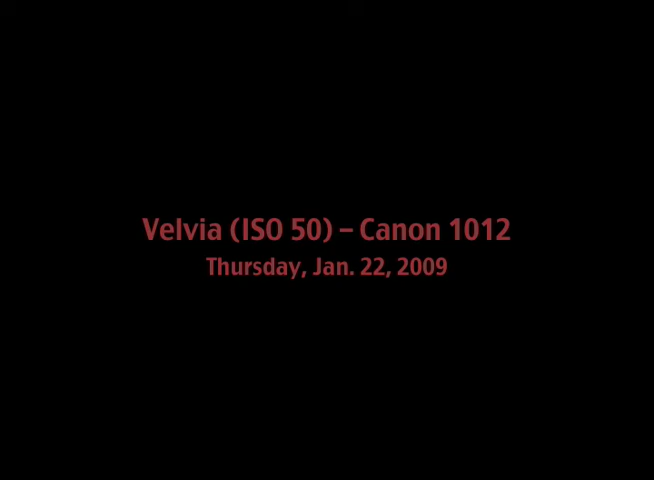 Velvia (ISO 50) – Canon 1012
Thursday, Jan. 22, 2009